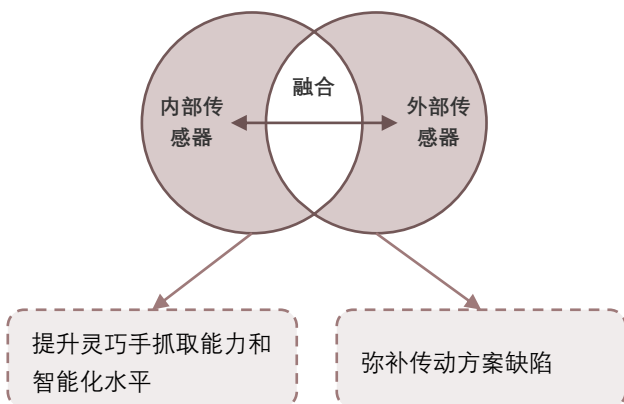 融合
内部传
感器
外部传
感器
提升灵巧手抓取能力和
智能化水平
弥补传动方案缺陷